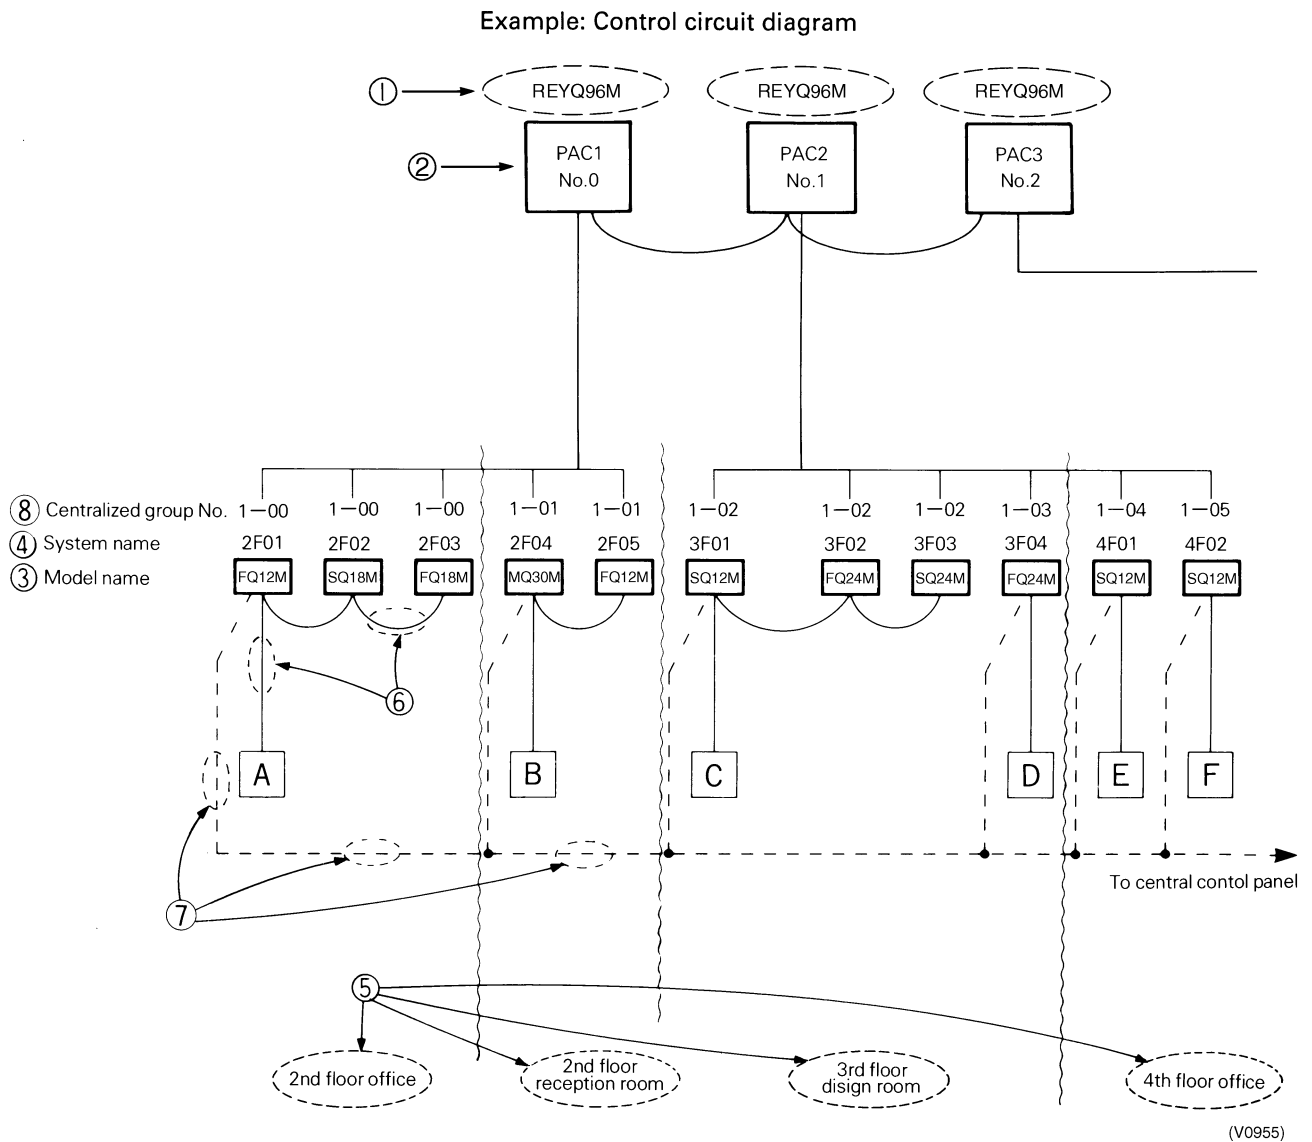 Example: Control circuit diagram
① REYQ96M REYQ96M REYQ96M
② PAC1 PAC2 PAC3
No.0 No.1 No.2
⑧ Centralized group No. 1—00 1—00 1—00 1—01 1—01 1—02 1—02 1—02 1—03 1—04 1—05
④ System name 2F01 2F02 2F03 2F04 2F05 3F01 3F02 3F03 3F04 4F01 4F02
③ Model name FQ12M SQ18M FQ18M MQ30M FQ12M SQ12M FQ24M SQ24M FQ24M SQ12M SQ12M
⑥
A B C D E F
To central contol panel
⑦
⑤
2nd floor office
2nd floor
reception room
3rd floor
disign room
4th floor office
(V0955)